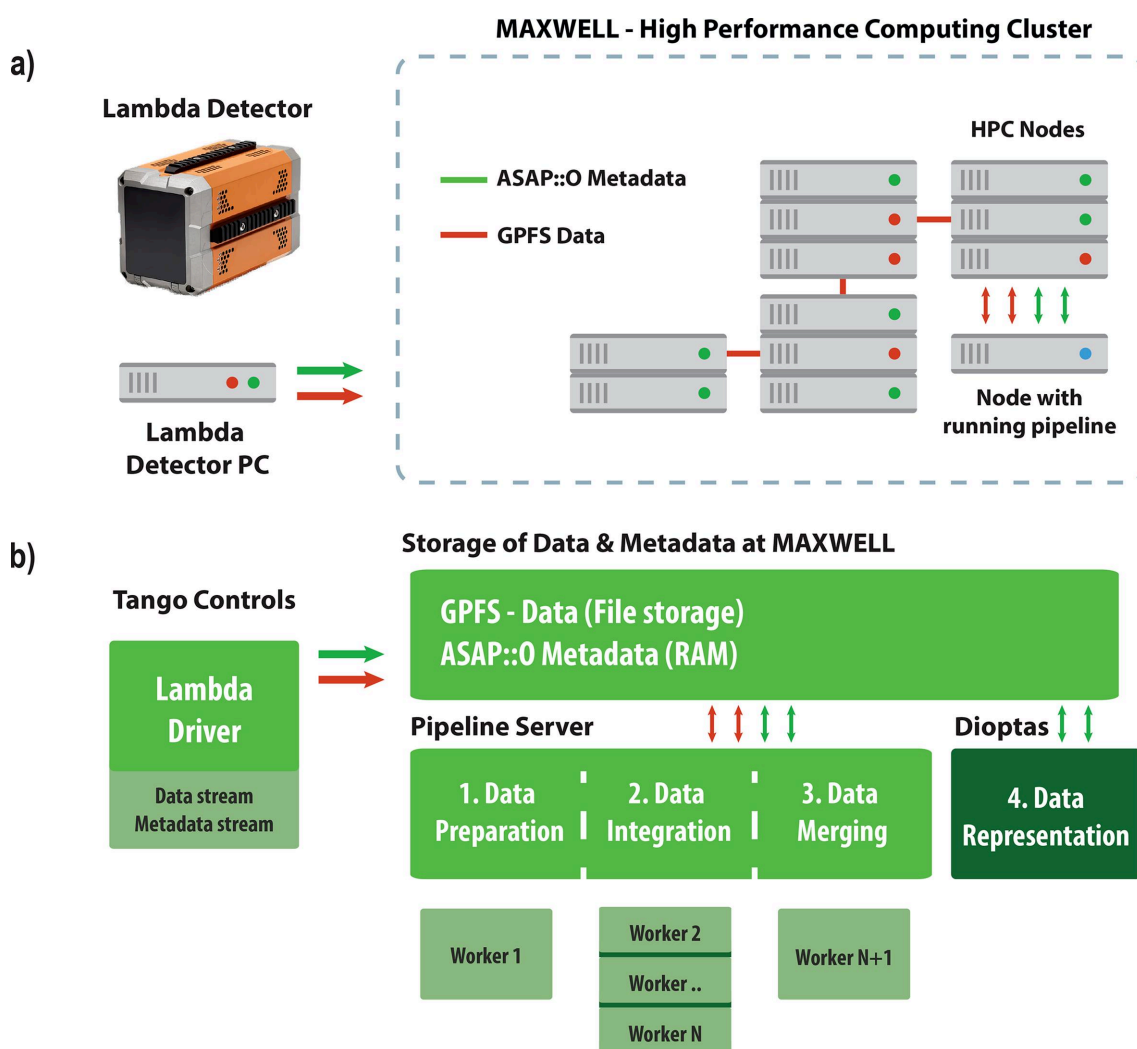 MAXWELL - High Performance Computing Cluster
a)
Lambda Detector
HPC Nodes
ASAP::O Metadata
GPFS Data
Lambda
Detector PC
Node with
running pipeline
b)
Storage of Data & Metadata at MAXWELL
Tango Controls
GPFS - Data (File storage)
ASAP::O Metadata (RAM)
Lambda
Driver
Data stream
Metadata stream
Pipeline Server
Dioptas
1. Data
Preparation
2. Data
Integration
3. Data
Merging
4. Data
Representation
Worker 1
Worker 2
Worker ..
Worker N
Worker N+1